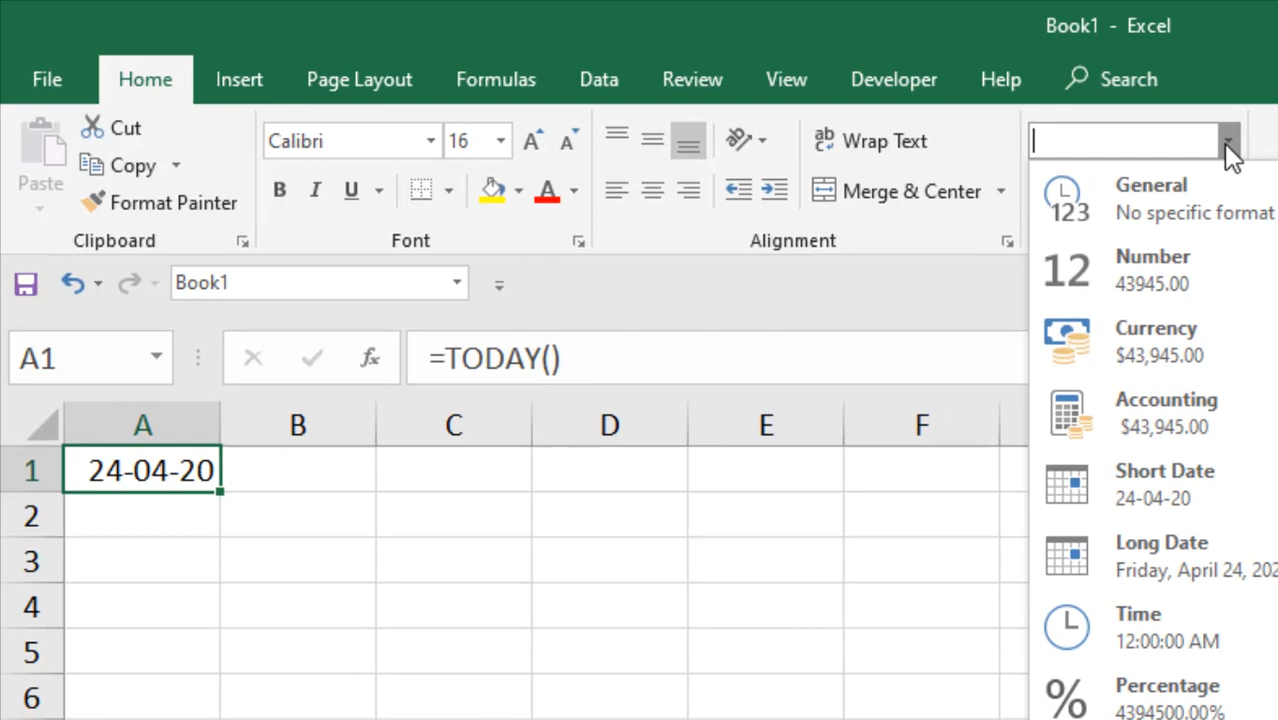 Book1 - Excel
File Home Insert Page Layout Formulas Data Review View Developer Help Search
Paste
Cut
Copy
Format Painter
Clipboard
Calibri 16 A A
B I U A
Font
ab Wrap Text
Merge & Center
Alignment
General
No specific format
123
12
Number
43945.00
Currency
$43,945.00
Accounting
$43,945.00
Short Date
24-04-20
Long Date
Friday, April 24, 202
Time
12:00:00 AM
%
Percentage
4394500.00%
Book1
A1 fx =TODAY()
A B C D E F
1 24-04-20
2
3
4
5
6